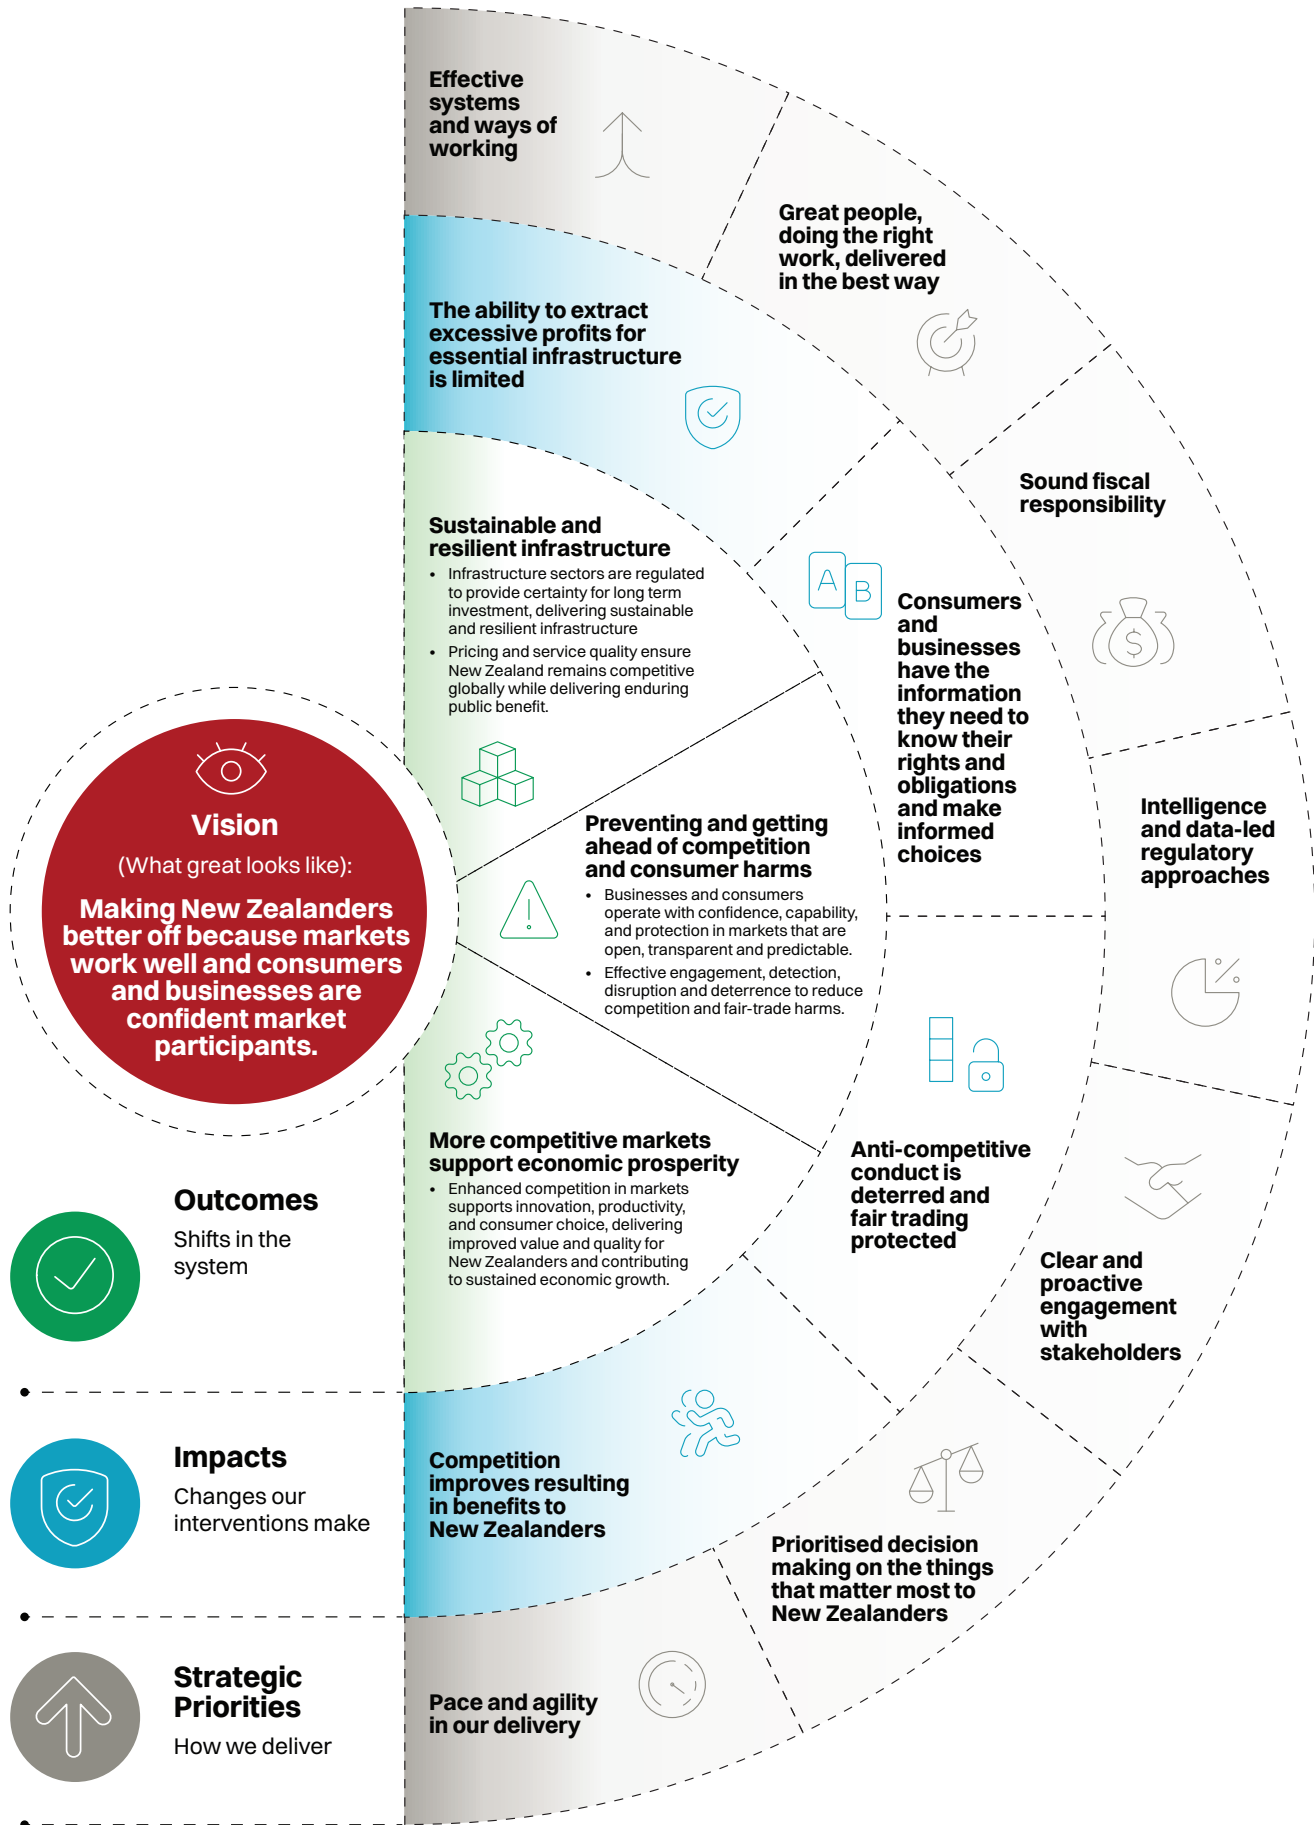 Effective
systems
and ways of
working
Great people,
doing the right
work, delivered
in the best way
The ability to extract
excessive profits for
essential infrastructure
is limited
Sound fiscal
responsibility
Sustainable and
resilient infrastructure
• Infrastructure sectors are regulated
to provide certainty for long term
investment, delivering sustainable
and resilient infrastructure
• Pricing and service quality ensure
New Zealand remains competitive
globally while delivering enduring
public benefit.
A B
Consumers
and
businesses
have the
information
they need to
know their
rights and
obligations
and make
informed
choices
$
Vision
(What great looks like):
Making New Zealanders
better off because markets
work well and consumers
and businesses are
confident market
participants.
Preventing and getting
ahead of competition
and consumer harms
• Businesses and consumers
operate with confidence, capability,
and protection in markets that are
open, transparent and predictable.
• Effective engagement, detection,
disruption and deterrence to reduce
competition and fair-trade harms.
Intelligence
and data-led
regulatory
approaches
%
More competitive markets
support economic prosperity
• Enhanced competition in markets
supports innovation, productivity,
and consumer choice, delivering
improved value and quality for
New Zealanders and contributing
to sustained economic growth.
Anti-competitive
conduct is
deterred and
fair trading
protected
Clear and
proactive
engagement
with
stakeholders
Outcomes
Shifts in the
system
Impacts
Changes our
interventions make
Competition
improves resulting
in benefits to
New Zealanders
Prioritised decision
making on the things
that matter most to
New Zealanders
Strategic
Priorities
How we deliver
Pace and agility
in our delivery